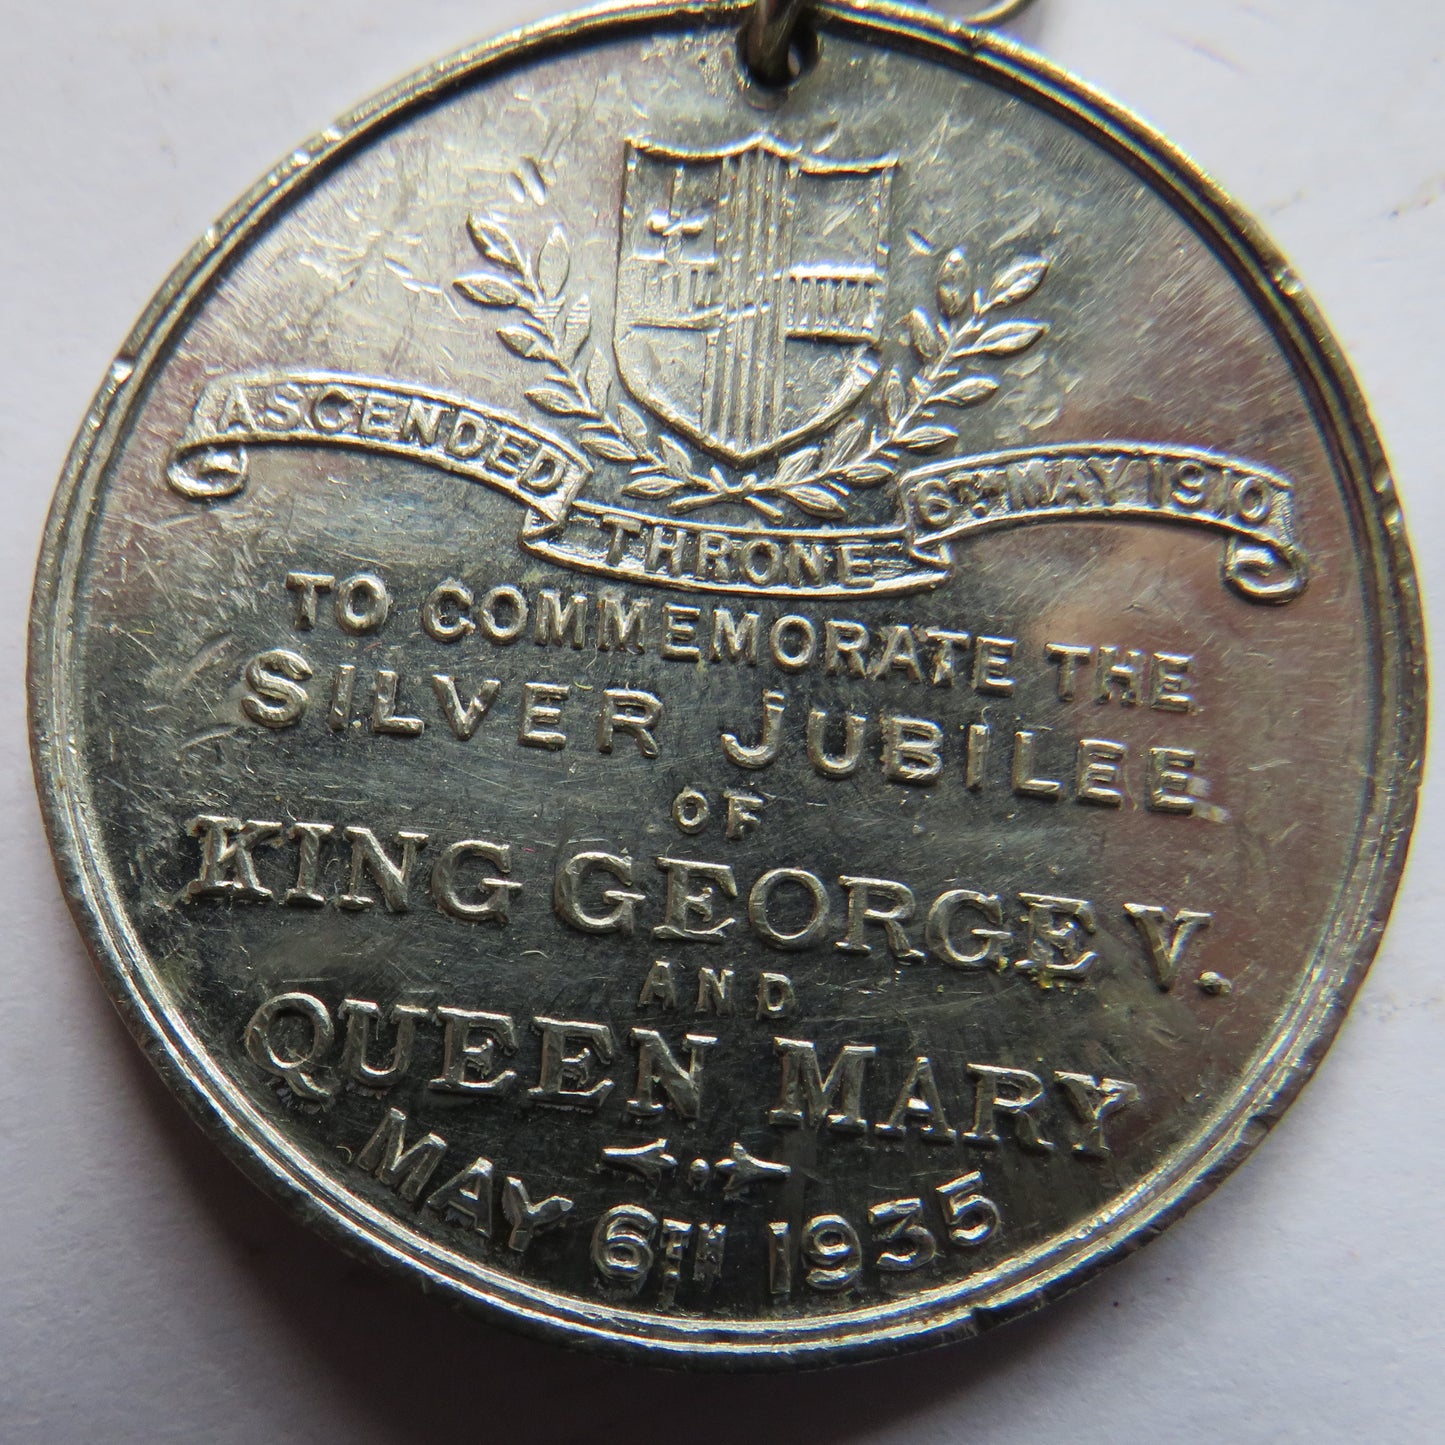 ASCENDED
THRONE
6TH MAY 1910
TO COMMEMORATE THE
SILVER JUBILEE
OF
KING GEORGE V.
AND
QUEEN MARY
MAY 6TH 1935